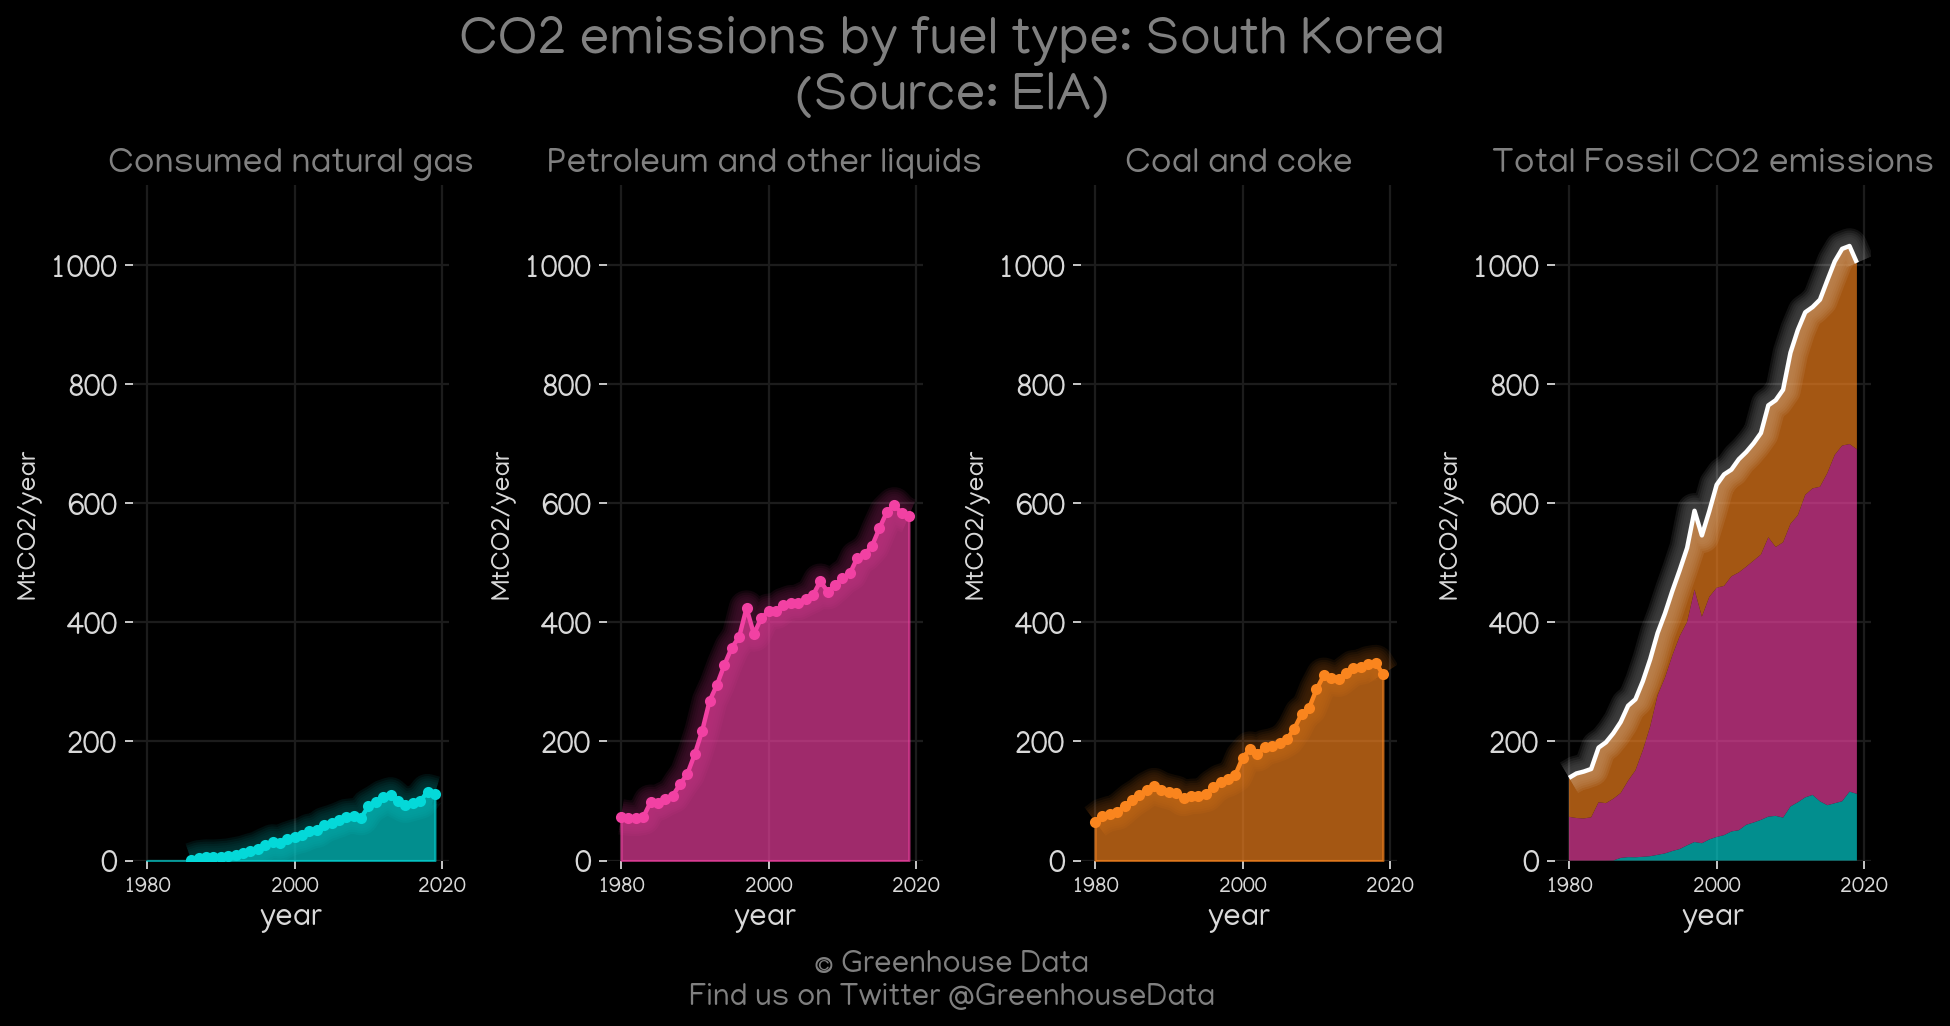 CO2 emissions by fuel type: South Korea
(Source: EIA)
Consumed natural gas
1000
800
600
400
200
0
MtCO2/year
1980 2000 2020
year
Petroleum and other liquids
1000
800
600
400
200
0
MtCO2/year
1980 2000 2020
year
Coal and coke
1000
800
600
400
200
0
MtCO2/year
1980 2000 2020
year
Total Fossil CO2 emissions
1000
800
600
400
200
0
MtCO2/year
1980 2000 2020
year
© Greenhouse Data
Find us on Twitter @GreenhouseData